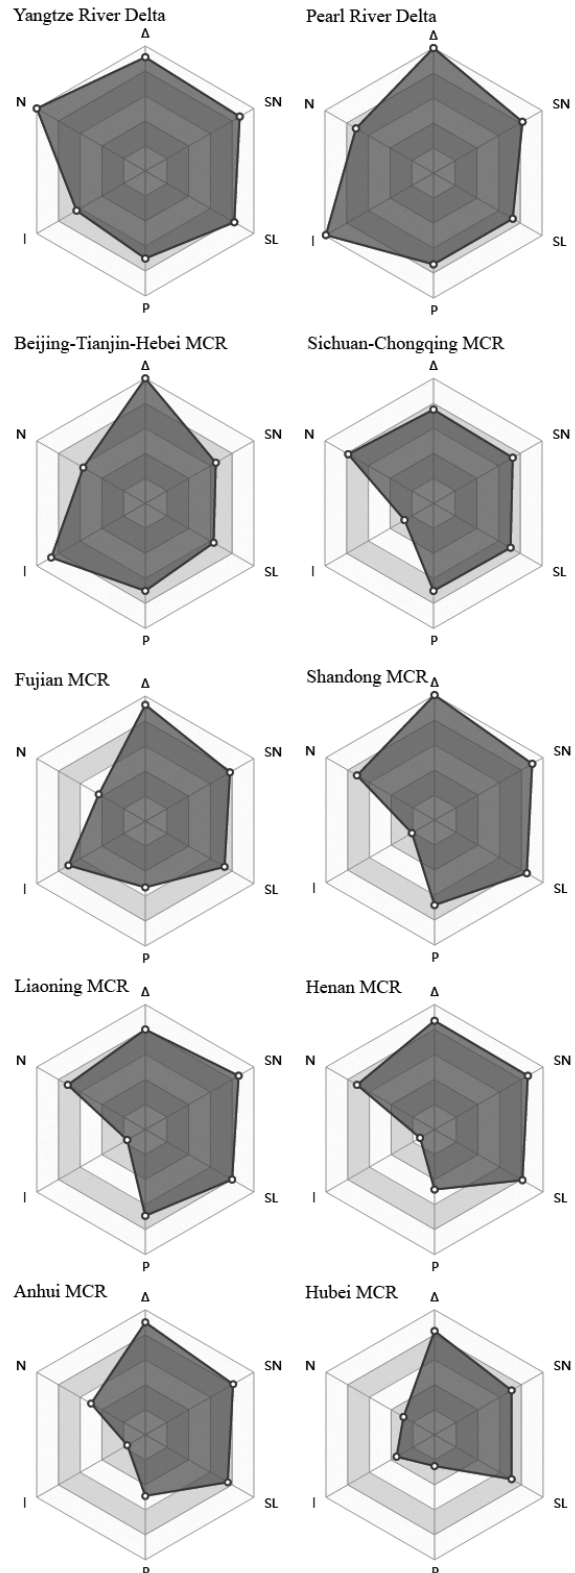 Yangtze River Delta
Pearl River Delta
Δ
Δ
N
SN
N
SN
I
SL
I
SL
P
P
Beijing-Tianjin-Hebei MCR
Sichuan-Chongqing MCR
Δ
Δ
N
SN
N
SN
I
SL
I
SL
P
P
Fujian MCR
Shandong MCR
Δ
Δ
N
SN
N
SN
I
SL
I
SL
P
P
Liaoning MCR
Henan MCR
Δ
Δ
N
SN
N
SN
I
SL
I
SL
P
P
Anhui MCR
Hubei MCR
Δ
Δ
N
SN
N
SN
I
SL
I
SL
P
P